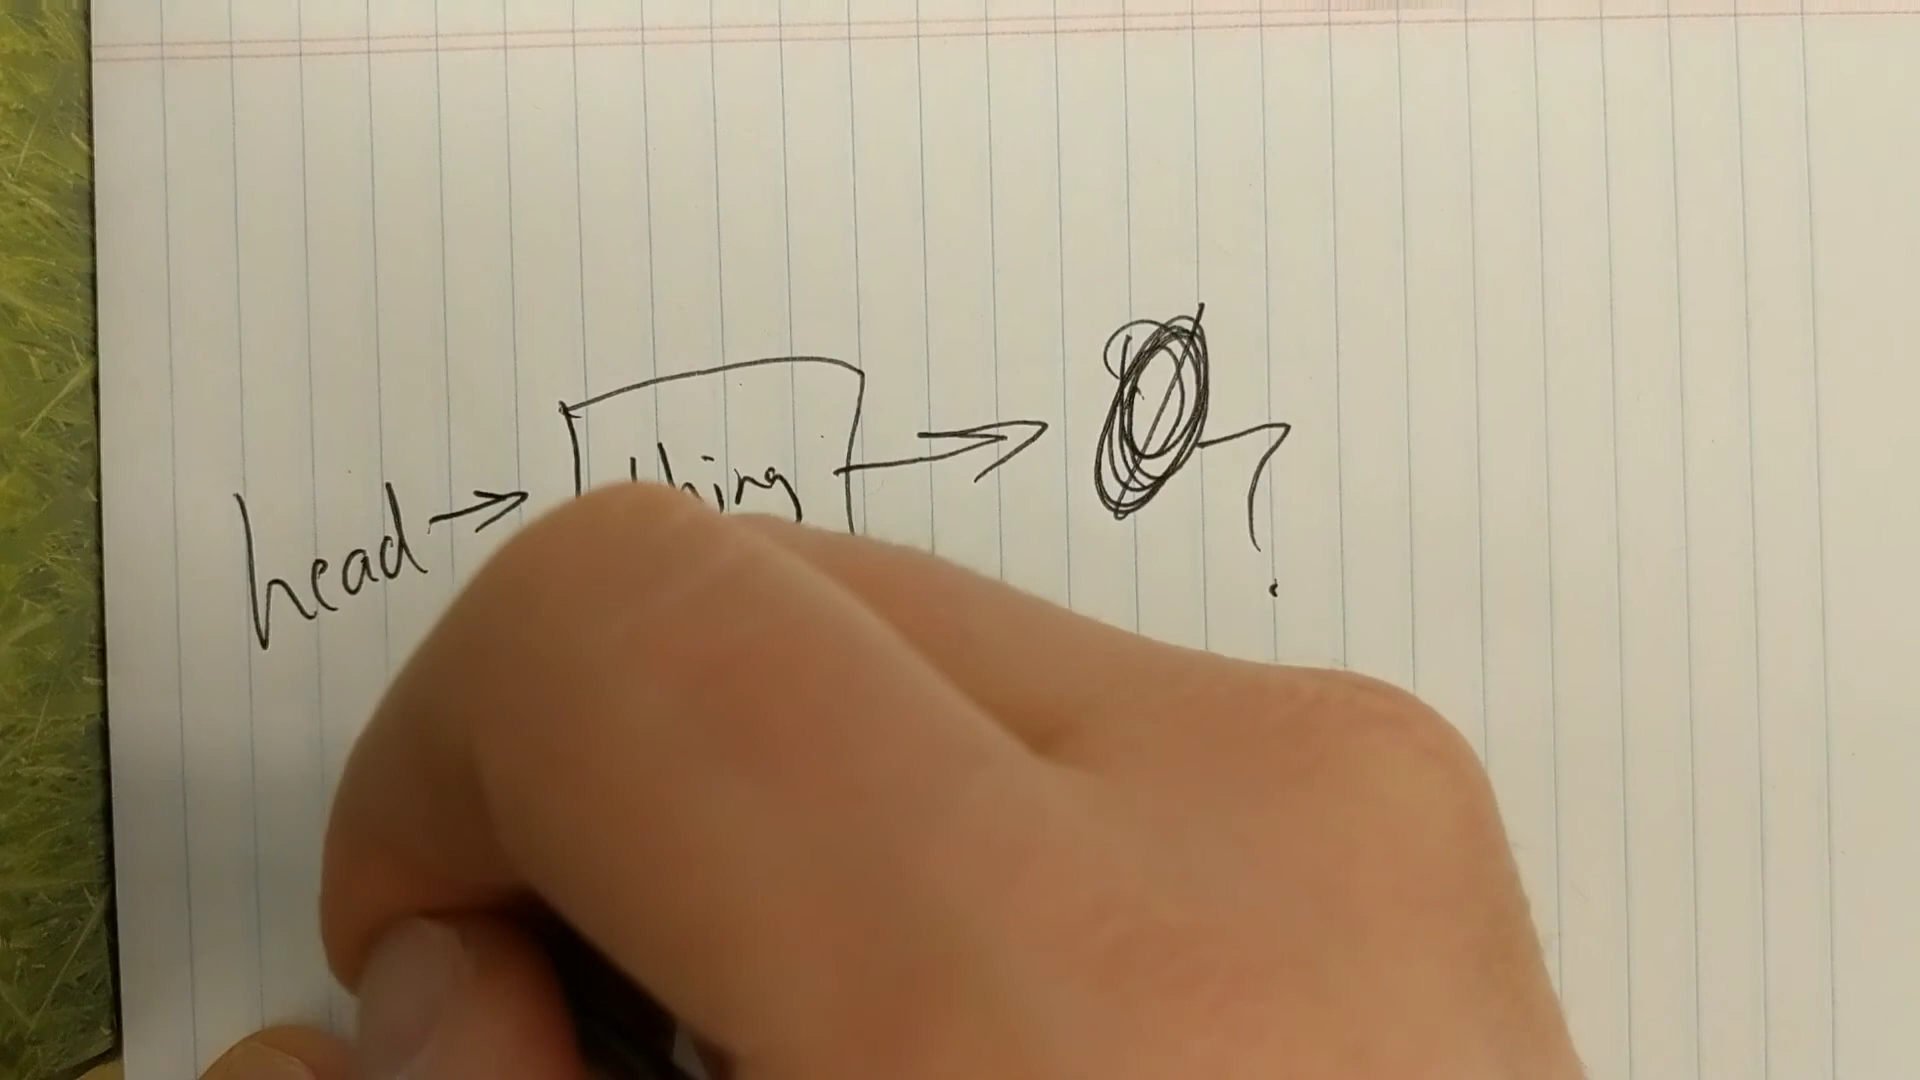 head → thing → ?